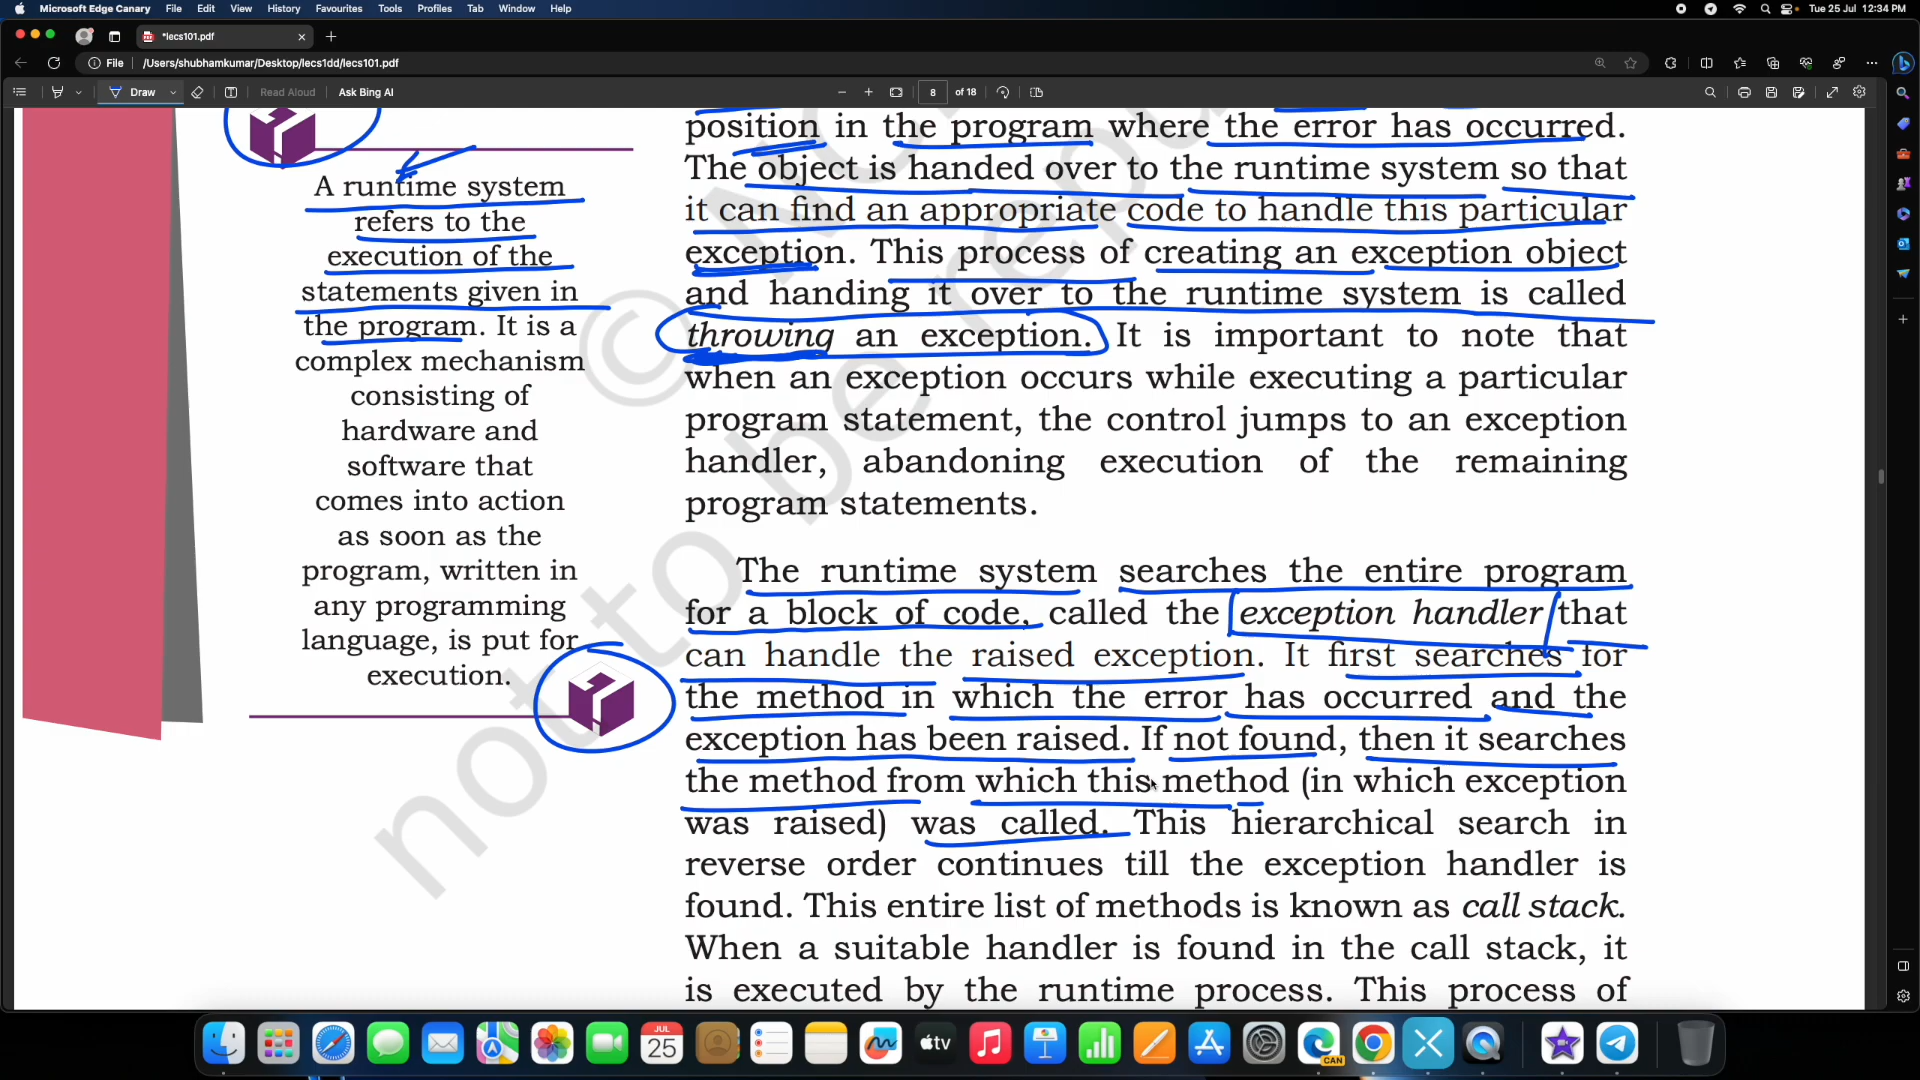 Microsoft Edge Canary File Edit View History Favourites Tools Profiles Tab Window Help Tue 25 Jul 12:34 PM
*lecs101.pdf
File /Users/shubhamkumar/Desktop/lecs1dd/lecs101.pdf
Draw Read Aloud Ask Bing AI 8 of 18
A runtime system
refers to the
execution of the
statements given in
the program. It is a
complex mechanism
consisting of
hardware and
software that
comes into action
as soon as the
program, written in
any programming
language, is put for
execution.
position in the program where the error has occurred.
The object is handed over to the runtime system so that
it can find an appropriate code to handle this particular
exception. This process of creating an exception object
and handing it over to the runtime system is called
throwing an exception. It is important to note that
when an exception occurs while executing a particular
program statement, the control jumps to an exception
handler, abandoning execution of the remaining
program statements.
The runtime system searches the entire program
for a block of code, called the exception handler that
can handle the raised exception. It first searches for
the method in which the error has occurred and the
exception has been raised. If not found, then it searches
the method from which this method (in which exception
was raised) was called. This hierarchical search in
reverse order continues till the exception handler is
found. This entire list of methods is known as call stack.
When a suitable handler is found in the call stack, it
is executed by the runtime process. This process of
not to be
JUL
25
tv
CAN